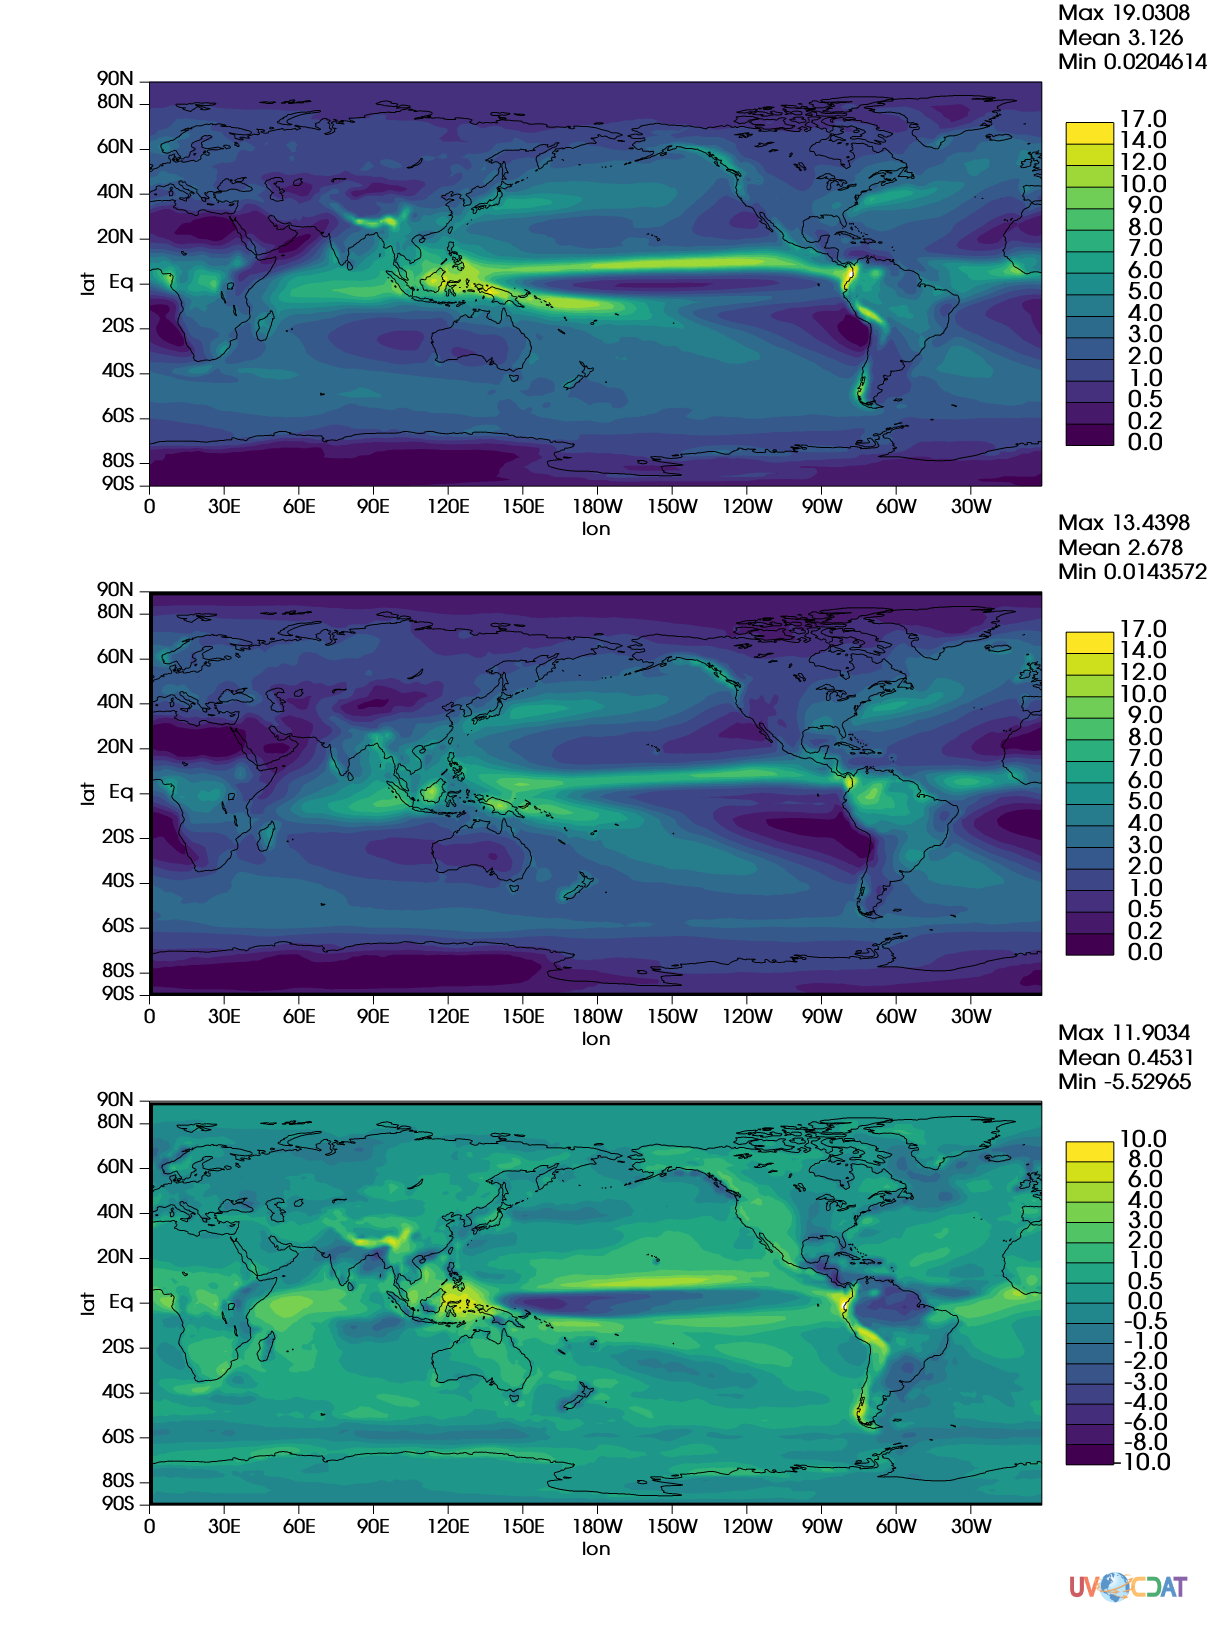 Max 19.0308
Mean 3.126
Min 0.0204614
90N
80N
60N
40N
20N
Eq
20S
40S
60S
80S
90S
lat
0 30E 60E 90E 120E 150E 180W 150W 120W 90W 60W 30W
lon
17.0
14.0
12.0
10.0
9.0
8.0
7.0
6.0
5.0
4.0
3.0
2.0
1.0
0.5
0.2
0.0
Max 13.4398
Mean 2.678
Min 0.0143572
90N
80N
60N
40N
20N
Eq
20S
40S
60S
80S
90S
lat
0 30E 60E 90E 120E 150E 180W 150W 120W 90W 60W 30W
lon
17.0
14.0
12.0
10.0
9.0
8.0
7.0
6.0
5.0
4.0
3.0
2.0
1.0
0.5
0.2
0.0
Max 11.9034
Mean 0.4531
Min -5.52965
90N
80N
60N
40N
20N
Eq
20S
40S
60S
80S
90S
lat
0 30E 60E 90E 120E 150E 180W 150W 120W 90W 60W 30W
lon
10.0
8.0
6.0
4.0
3.0
2.0
1.0
0.5
0.0
-0.5
-1.0
-2.0
-3.0
-4.0
-6.0
-8.0
-10.0
UV CDAT